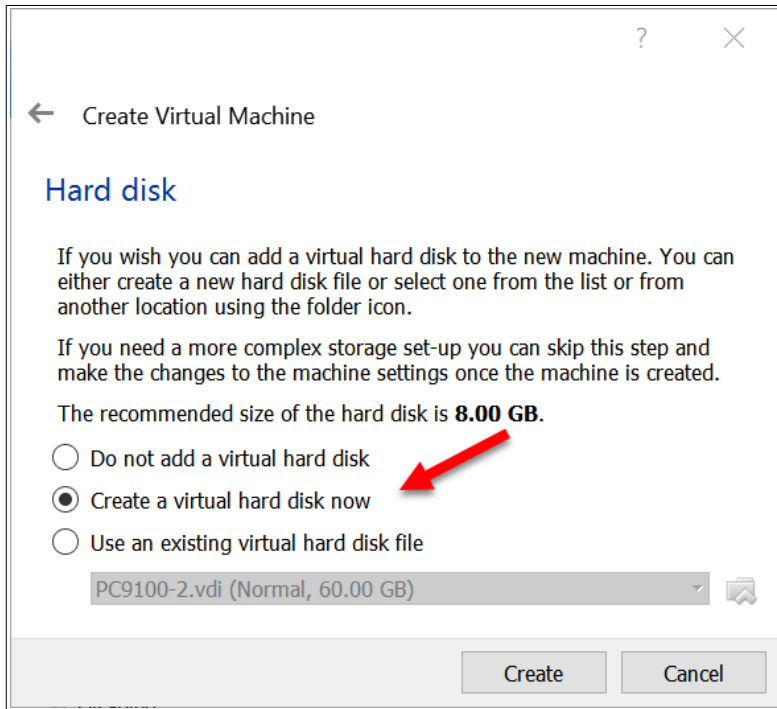 ?
Create Virtual Machine
Hard disk
If you wish you can add a virtual hard disk to the new machine. You can
either create a new hard disk file or select one from the list or from
another location using the folder icon.
If you need a more complex storage set-up you can skip this step and
make the changes to the machine settings once the machine is created.
The recommended size of the hard disk is 8.00 GB.
Do not add a virtual hard disk
Create a virtual hard disk now
Use an existing virtual hard disk file
PC9100-2.vdi (Normal, 60.00 GB)
Create Cancel